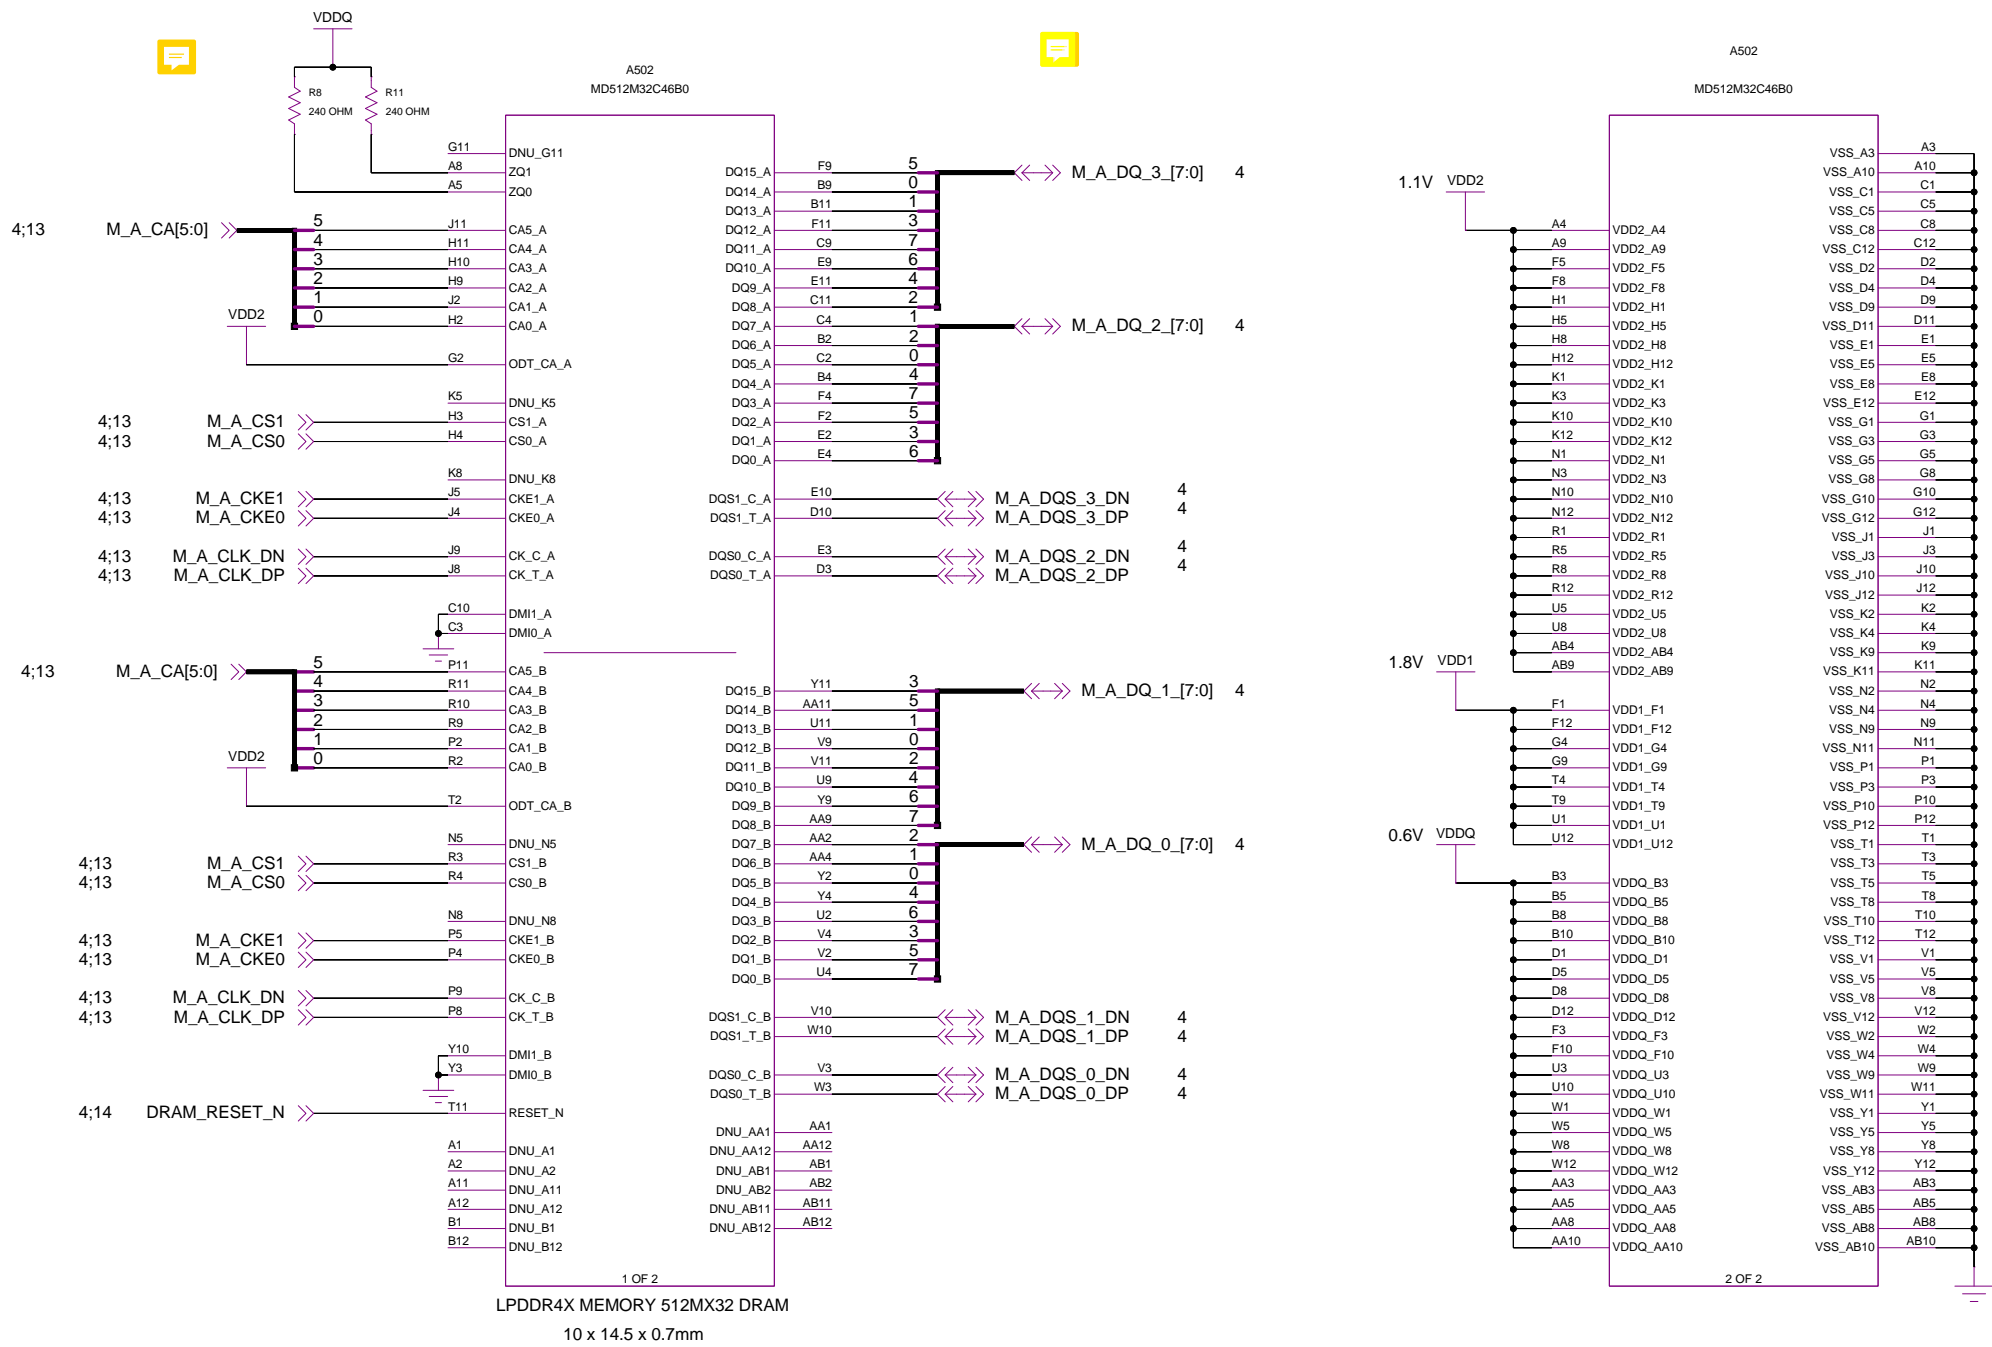 VDDQ
R8
240 OHM
R11
240 OHM
A502
MD512M32C46B0
G11 DNU_G11
A8 ZQ1
A5 ZQ0
4;13 M_A_CA[5:0]
5 J11 CA5_A
4 H11 CA4_A
3 H10 CA3_A
2 H9 CA2_A
1 J2 CA1_A
0 H2 CA0_A
VDD2
G2 ODT_CA_A
K5 DNU_K5
4;13 M_A_CS1 H3 CS1_A
4;13 M_A_CS0 H4 CS0_A
K8 DNU_K8
4;13 M_A_CKE1 J5 CKE1_A
4;13 M_A_CKE0 J4 CKE0_A
4;13 M_A_CLK_DN J9 CK_C_A
4;13 M_A_CLK_DP J8 CK_T_A
C10 DMI1_A
C3 DMI0_A
4;13 M_A_CA[5:0]
5 P11 CA5_B
4 R11 CA4_B
3 R10 CA3_B
2 R9 CA2_B
1 P2 CA1_B
0 R2 CA0_B
VDD2
T2 ODT_CA_B
N5 DNU_N5
4;13 M_A_CS1 R3 CS1_B
4;13 M_A_CS0 R4 CS0_B
N8 DNU_N8
4;13 M_A_CKE1 P5 CKE1_B
4;13 M_A_CKE0 P4 CKE0_B
4;13 M_A_CLK_DN P9 CK_C_B
4;13 M_A_CLK_DP P8 CK_T_B
Y10 DMI1_B
Y3 DMI0_B
4;14 DRAM_RESET_N T11 RESET_N
A1 DNU_A1
A2 DNU_A2
A11 DNU_A11
A12 DNU_A12
B1 DNU_B1
B12 DNU_B12
DQ15_A F9 5 M_A_DQ_3_[7:0] 4
DQ14_A B9 0
DQ13_A B11 1
DQ12_A F11 3
DQ11_A C9 7
DQ10_A E9 6
DQ9_A E11 4
DQ8_A C11 2
DQ7_A C4 1 M_A_DQ_2_[7:0] 4
DQ6_A B2 2
DQ5_A C2 0
DQ4_A B4 4
DQ3_A F4 7
DQ2_A F2 5
DQ1_A E2 3
DQ0_A E4 6
DQS1_C_A E10 M_A_DQS_3_DN 4
DQS1_T_A D10 M_A_DQS_3_DP 4
DQS0_C_A E3 M_A_DQS_2_DN 4
DQS0_T_A D3 M_A_DQS_2_DP 4
DQ15_B Y11 3 M_A_DQ_1_[7:0] 4
DQ14_B AA11 5
DQ13_B U11 1
DQ12_B V9 0
DQ11_B V11 2
DQ10_B U9 4
DQ9_B Y9 6
DQ8_B AA9 7
DQ7_B AA2 2 M_A_DQ_0_[7:0] 4
DQ6_B AA4 1
DQ5_B Y2 0
DQ4_B Y4 4
DQ3_B U2 6
DQ2_B V4 3
DQ1_B V2 5
DQ0_B U4 7
DQS1_C_B V10 M_A_DQS_1_DN 4
DQS1_T_B W10 M_A_DQS_1_DP 4
DQS0_C_B V3 M_A_DQS_0_DN 4
DQS0_T_B W3 M_A_DQS_0_DP 4
DNU_AA1 AA1
DNU_AA12 AA12
DNU_AB1 AB1
DNU_AB2 AB2
DNU_AB11 AB11
DNU_AB12 AB12
1 OF 2
LPDDR4X MEMORY 512MX32 DRAM
10 x 14.5 x 0.7mm
A502
MD512M32C46B0
1.1V VDD2
A4 VDD2_A4
A9 VDD2_A9
F5 VDD2_F5
F8 VDD2_F8
H1 VDD2_H1
H5 VDD2_H5
H8 VDD2_H8
H12 VDD2_H12
K1 VDD2_K1
K3 VDD2_K3
K10 VDD2_K10
K12 VDD2_K12
N1 VDD2_N1
N3 VDD2_N3
N10 VDD2_N10
N12 VDD2_N12
R1 VDD2_R1
R5 VDD2_R5
R8 VDD2_R8
R12 VDD2_R12
U5 VDD2_U5
U8 VDD2_U8
AB4 VDD2_AB4
AB9 VDD2_AB9
1.8V VDD1
F1 VDD1_F1
F12 VDD1_F12
G4 VDD1_G4
G9 VDD1_G9
T4 VDD1_T4
T9 VDD1_T9
U1 VDD1_U1
U12 VDD1_U12
0.6V VDDQ
B3 VDDQ_B3
B5 VDDQ_B5
B8 VDDQ_B8
B10 VDDQ_B10
D1 VDDQ_D1
D5 VDDQ_D5
D8 VDDQ_D8
D12 VDDQ_D12
F3 VDDQ_F3
F10 VDDQ_F10
U3 VDDQ_U3
U10 VDDQ_U10
W1 VDDQ_W1
W5 VDDQ_W5
W8 VDDQ_W8
W12 VDDQ_W12
AA3 VDDQ_AA3
AA5 VDDQ_AA5
AA8 VDDQ_AA8
AA10 VDDQ_AA10
VSS_A3 A3
VSS_A10 A10
VSS_C1 C1
VSS_C5 C5
VSS_C8 C8
VSS_C12 C12
VSS_D2 D2
VSS_D4 D4
VSS_D9 D9
VSS_D11 D11
VSS_E1 E1
VSS_E5 E5
VSS_E8 E8
VSS_E12 E12
VSS_G1 G1
VSS_G3 G3
VSS_G5 G5
VSS_G8 G8
VSS_G10 G10
VSS_G12 G12
VSS_J1 J1
VSS_J3 J3
VSS_J10 J10
VSS_J12 J12
VSS_K2 K2
VSS_K4 K4
VSS_K9 K9
VSS_K11 K11
VSS_N2 N2
VSS_N4 N4
VSS_N9 N9
VSS_N11 N11
VSS_P1 P1
VSS_P3 P3
VSS_P10 P10
VSS_P12 P12
VSS_T1 T1
VSS_T3 T3
VSS_T5 T5
VSS_T8 T8
VSS_T10 T10
VSS_T12 T12
VSS_V1 V1
VSS_V5 V5
VSS_V8 V8
VSS_V12 V12
VSS_W2 W2
VSS_W4 W4
VSS_W9 W9
VSS_W11 W11
VSS_Y1 Y1
VSS_Y5 Y5
VSS_Y8 Y8
VSS_Y12 Y12
VSS_AB3 AB3
VSS_AB5 AB5
VSS_AB8 AB8
VSS_AB10 AB10
2 OF 2